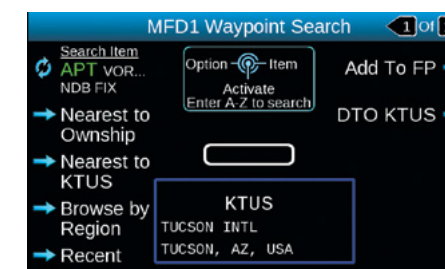 MFD1 Waypoint Search
1 Of
Search Item
APT VOR...
NDB FIX
Nearest to
Ownship
Nearest to
KTUS
Browse by
Region
Recent
Option Item
Activate
Enter A-Z to search
KTUS
TUCSON INTL
TUCSON, AZ, USA
Add To FP
DTO KTUS